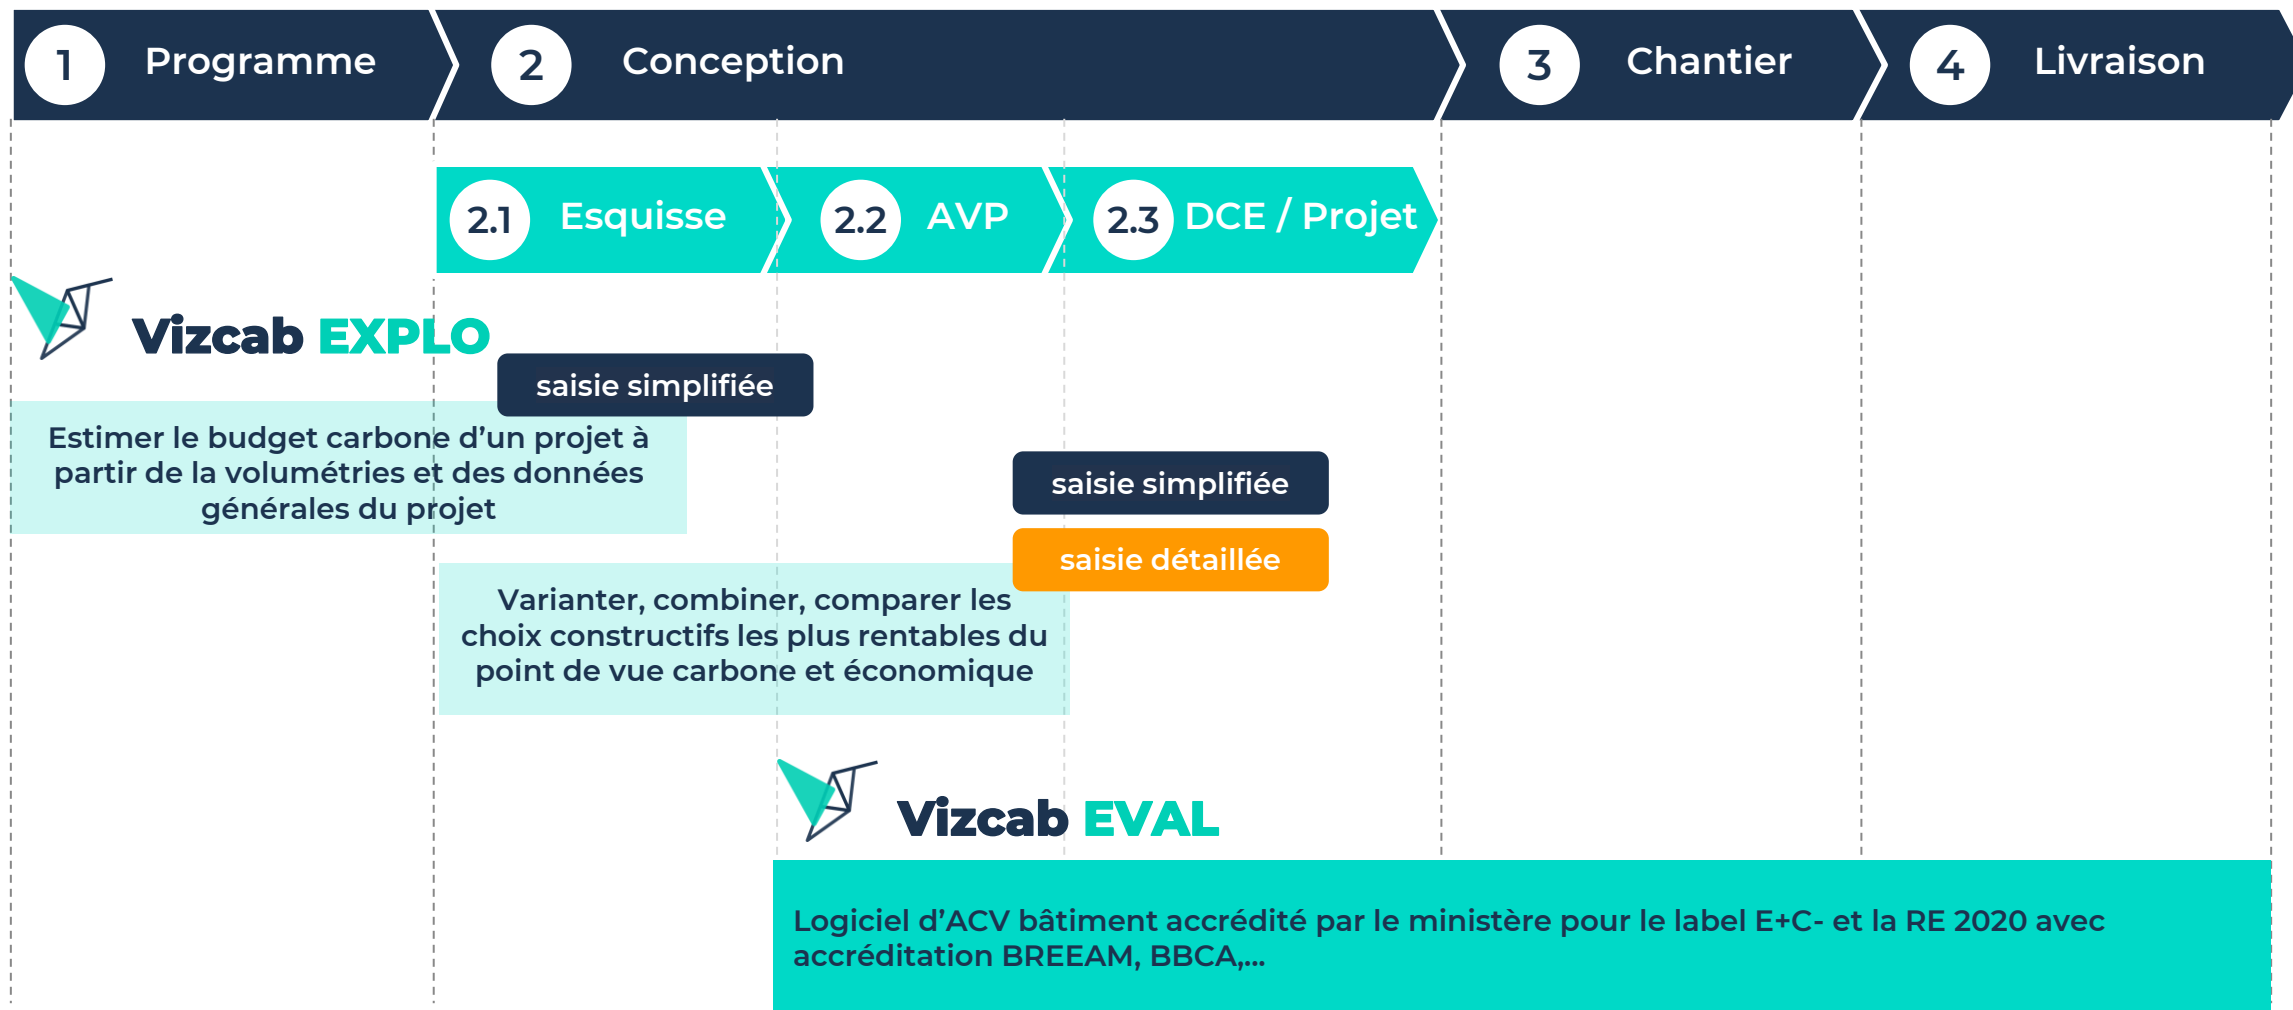 1 Programme
2 Conception
3 Chantier
4 Livraison
2.1 Esquisse
2.2 AVP
2.3 DCE / Projet
Vizcab EXPLO
saisie simplifiée
Estimer le budget carbone d’un projet à
partir de la volumétries et des données
générales du projet
saisie simplifiée
saisie détaillée
Varianter, combiner, comparer les
choix constructifs les plus rentables du
point de vue carbone et économique
Vizcab EVAL
Logiciel d’ACV bâtiment accrédité par le ministère pour le label E+C- et la RE 2020 avec
accréditation BREEAM, BBCA,...